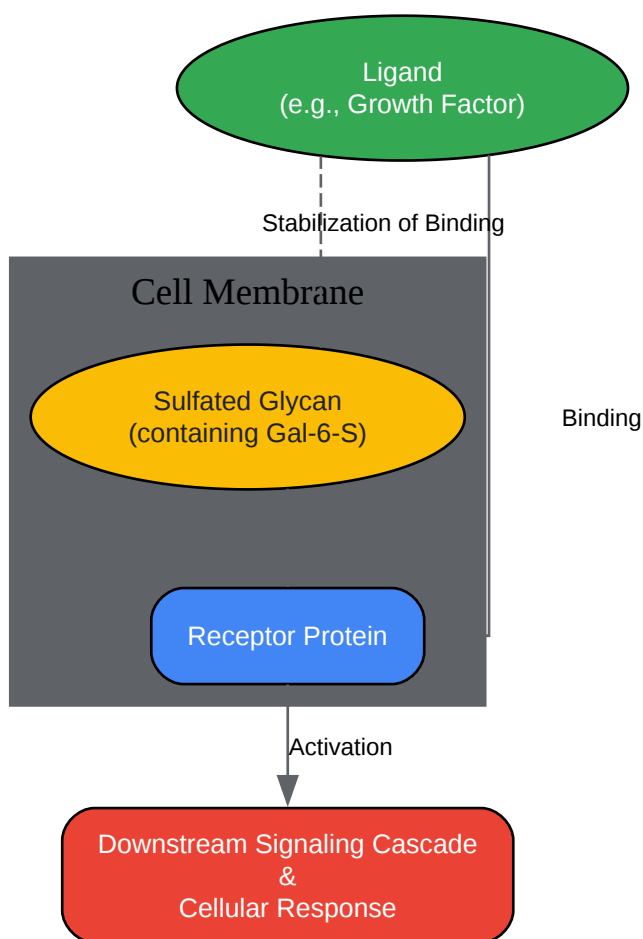 Ligand
(e.g., Growth Factor)
Stabilization of Binding
Cell Membrane
Sulfated Glycan
(containing Gal-6-S)
Binding
Receptor Protein
Activation
Downstream Signaling Cascade
&
Cellular Response